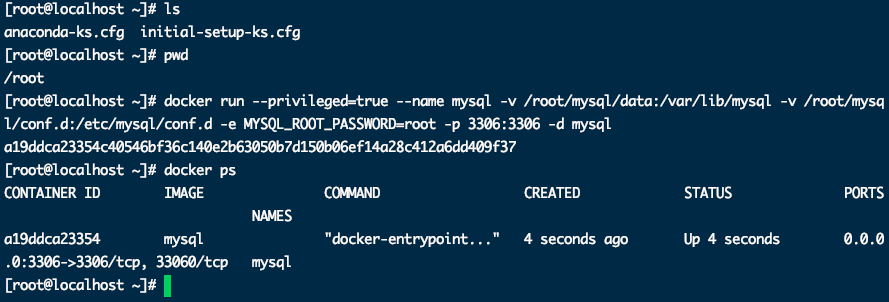 [root@localhost ~]# ls
anaconda-ks.cfg  initial-setup-ks.cfg
[root@localhost ~]# pwd
/root
[root@localhost ~]# docker run --privileged=true --name mysql -v /root/mysql/data:/var/lib/mysql -v /root/mysq
l/conf.d:/etc/mysql/conf.d -e MYSQL_ROOT_PASSWORD=root -p 3306:3306 -d mysql
a19ddca23354c40546bf36c140e2b63050b7d150b06ef14a28c412a6dd409f37
[root@localhost ~]# docker ps
CONTAINER ID        IMAGE               COMMAND                  CREATED             STATUS              PORTS
                               NAMES
a19ddca23354        mysql               "docker-entrypoint..."   4 seconds ago       Up 4 seconds        0.0.0
.0:3306->3306/tcp, 33060/tcp   mysql
[root@localhost ~]#